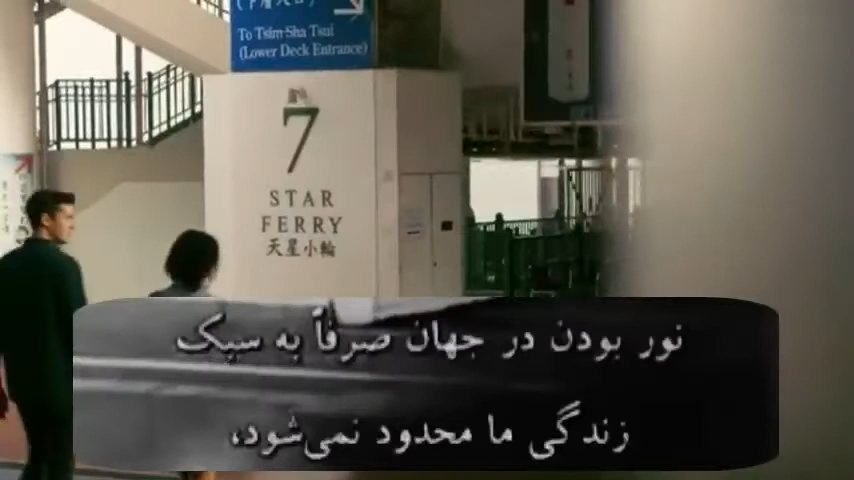 To Tsim Sha Tsui
(Lower Deck Entrance)
7
STAR
FERRY
天星小輪
نور بودن در جهان صرفاً به سبک
زندگی ما محدود نمی‌شود،